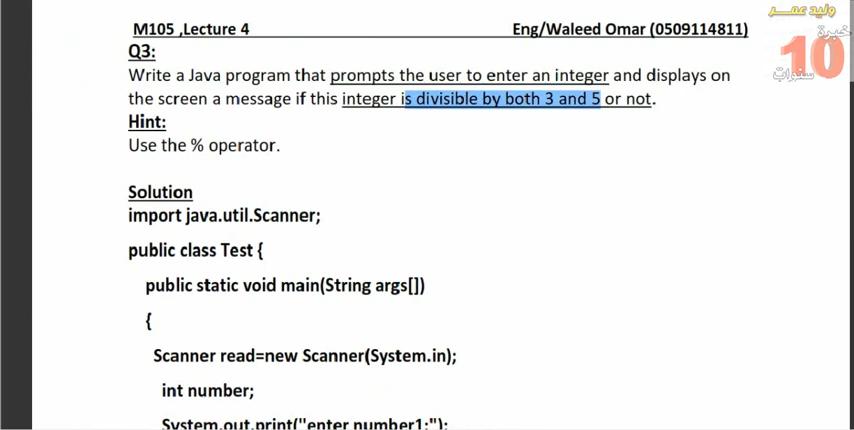 وليد عمر
خبرة
10
سنوات
M105 ,Lecture 4 Eng/Waleed Omar (0509114811)
Q3:
Write a Java program that prompts the user to enter an integer and displays on
the screen a message if this integer is divisible by both 3 and 5 or not.
Hint:
Use the % operator.
Solution
import java.util.Scanner;
public class Test {
public static void main(String args[])
{
Scanner read=new Scanner(System.in);
int number;
System.out.print("enter number1:");